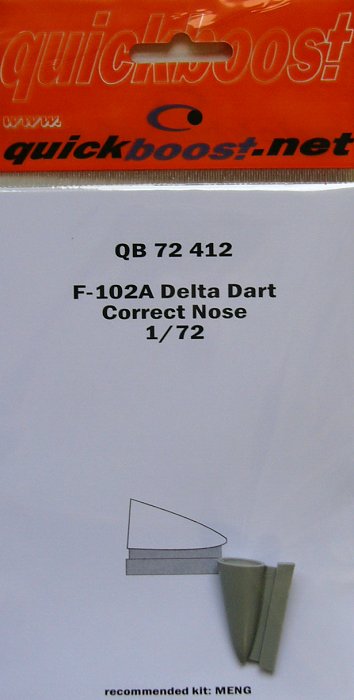 quickboost
www.
quickboost.net
QB 72 412
F-102A Delta Dart
Correct Nose
1/72
recommended kit: MENG